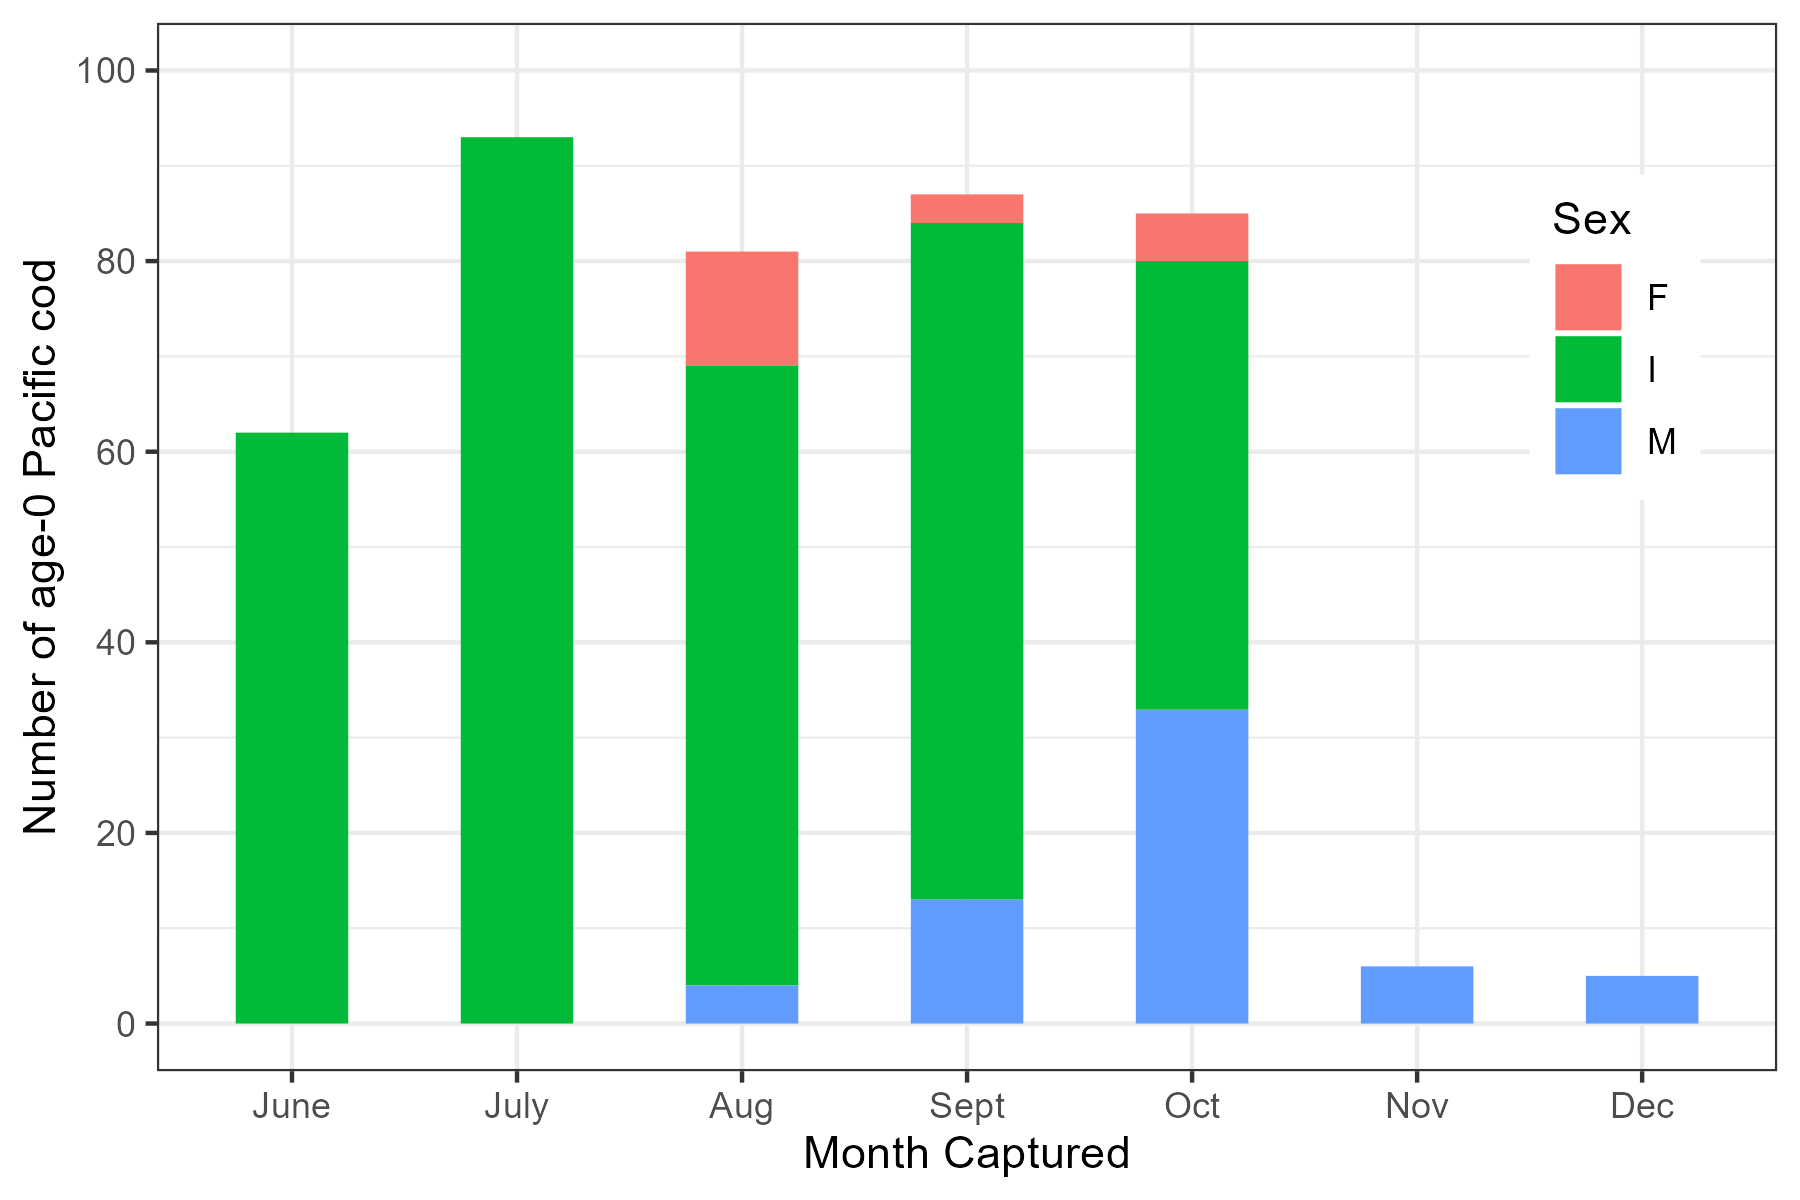 Number of age-0 Pacific cod
100
80
60
40
20
0
June July Aug Sept Oct Nov Dec
Month Captured
Sex
F
I
M